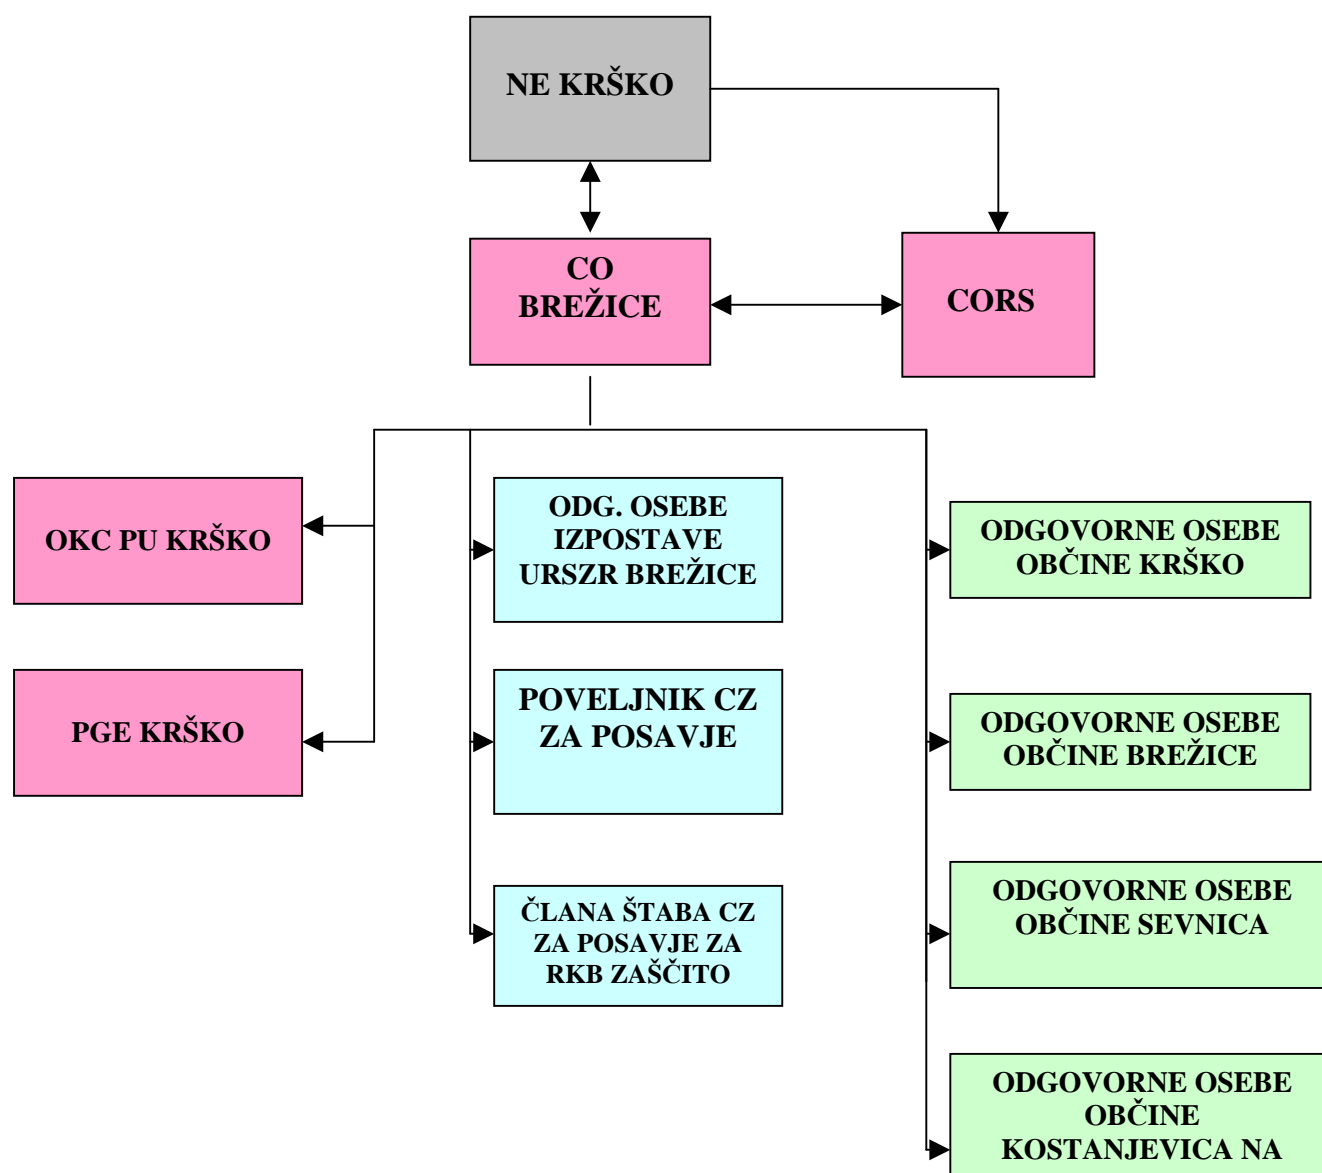 NE KRŠKO
CO
BREŽICE
CORS
OKC PU KRŠKO
ODG. OSEBE
IZPOSTAVE
URSZR BREŽICE
ODGOVORNE OSEBE
OBČINE KRŠKO
PGE KRŠKO
POVELJNIK CZ
ZA POSAVJE
ODGOVORNE OSEBE
OBČINE BREŽICE
ČLANA ŠTABA CZ
ZA POSAVJE ZA
RKB ZAŠČITO
ODGOVORNE OSEBE
OBČINE SEVNICA
ODGOVORNE OSEBE
OBČINE
KOSTANJEVICA NA